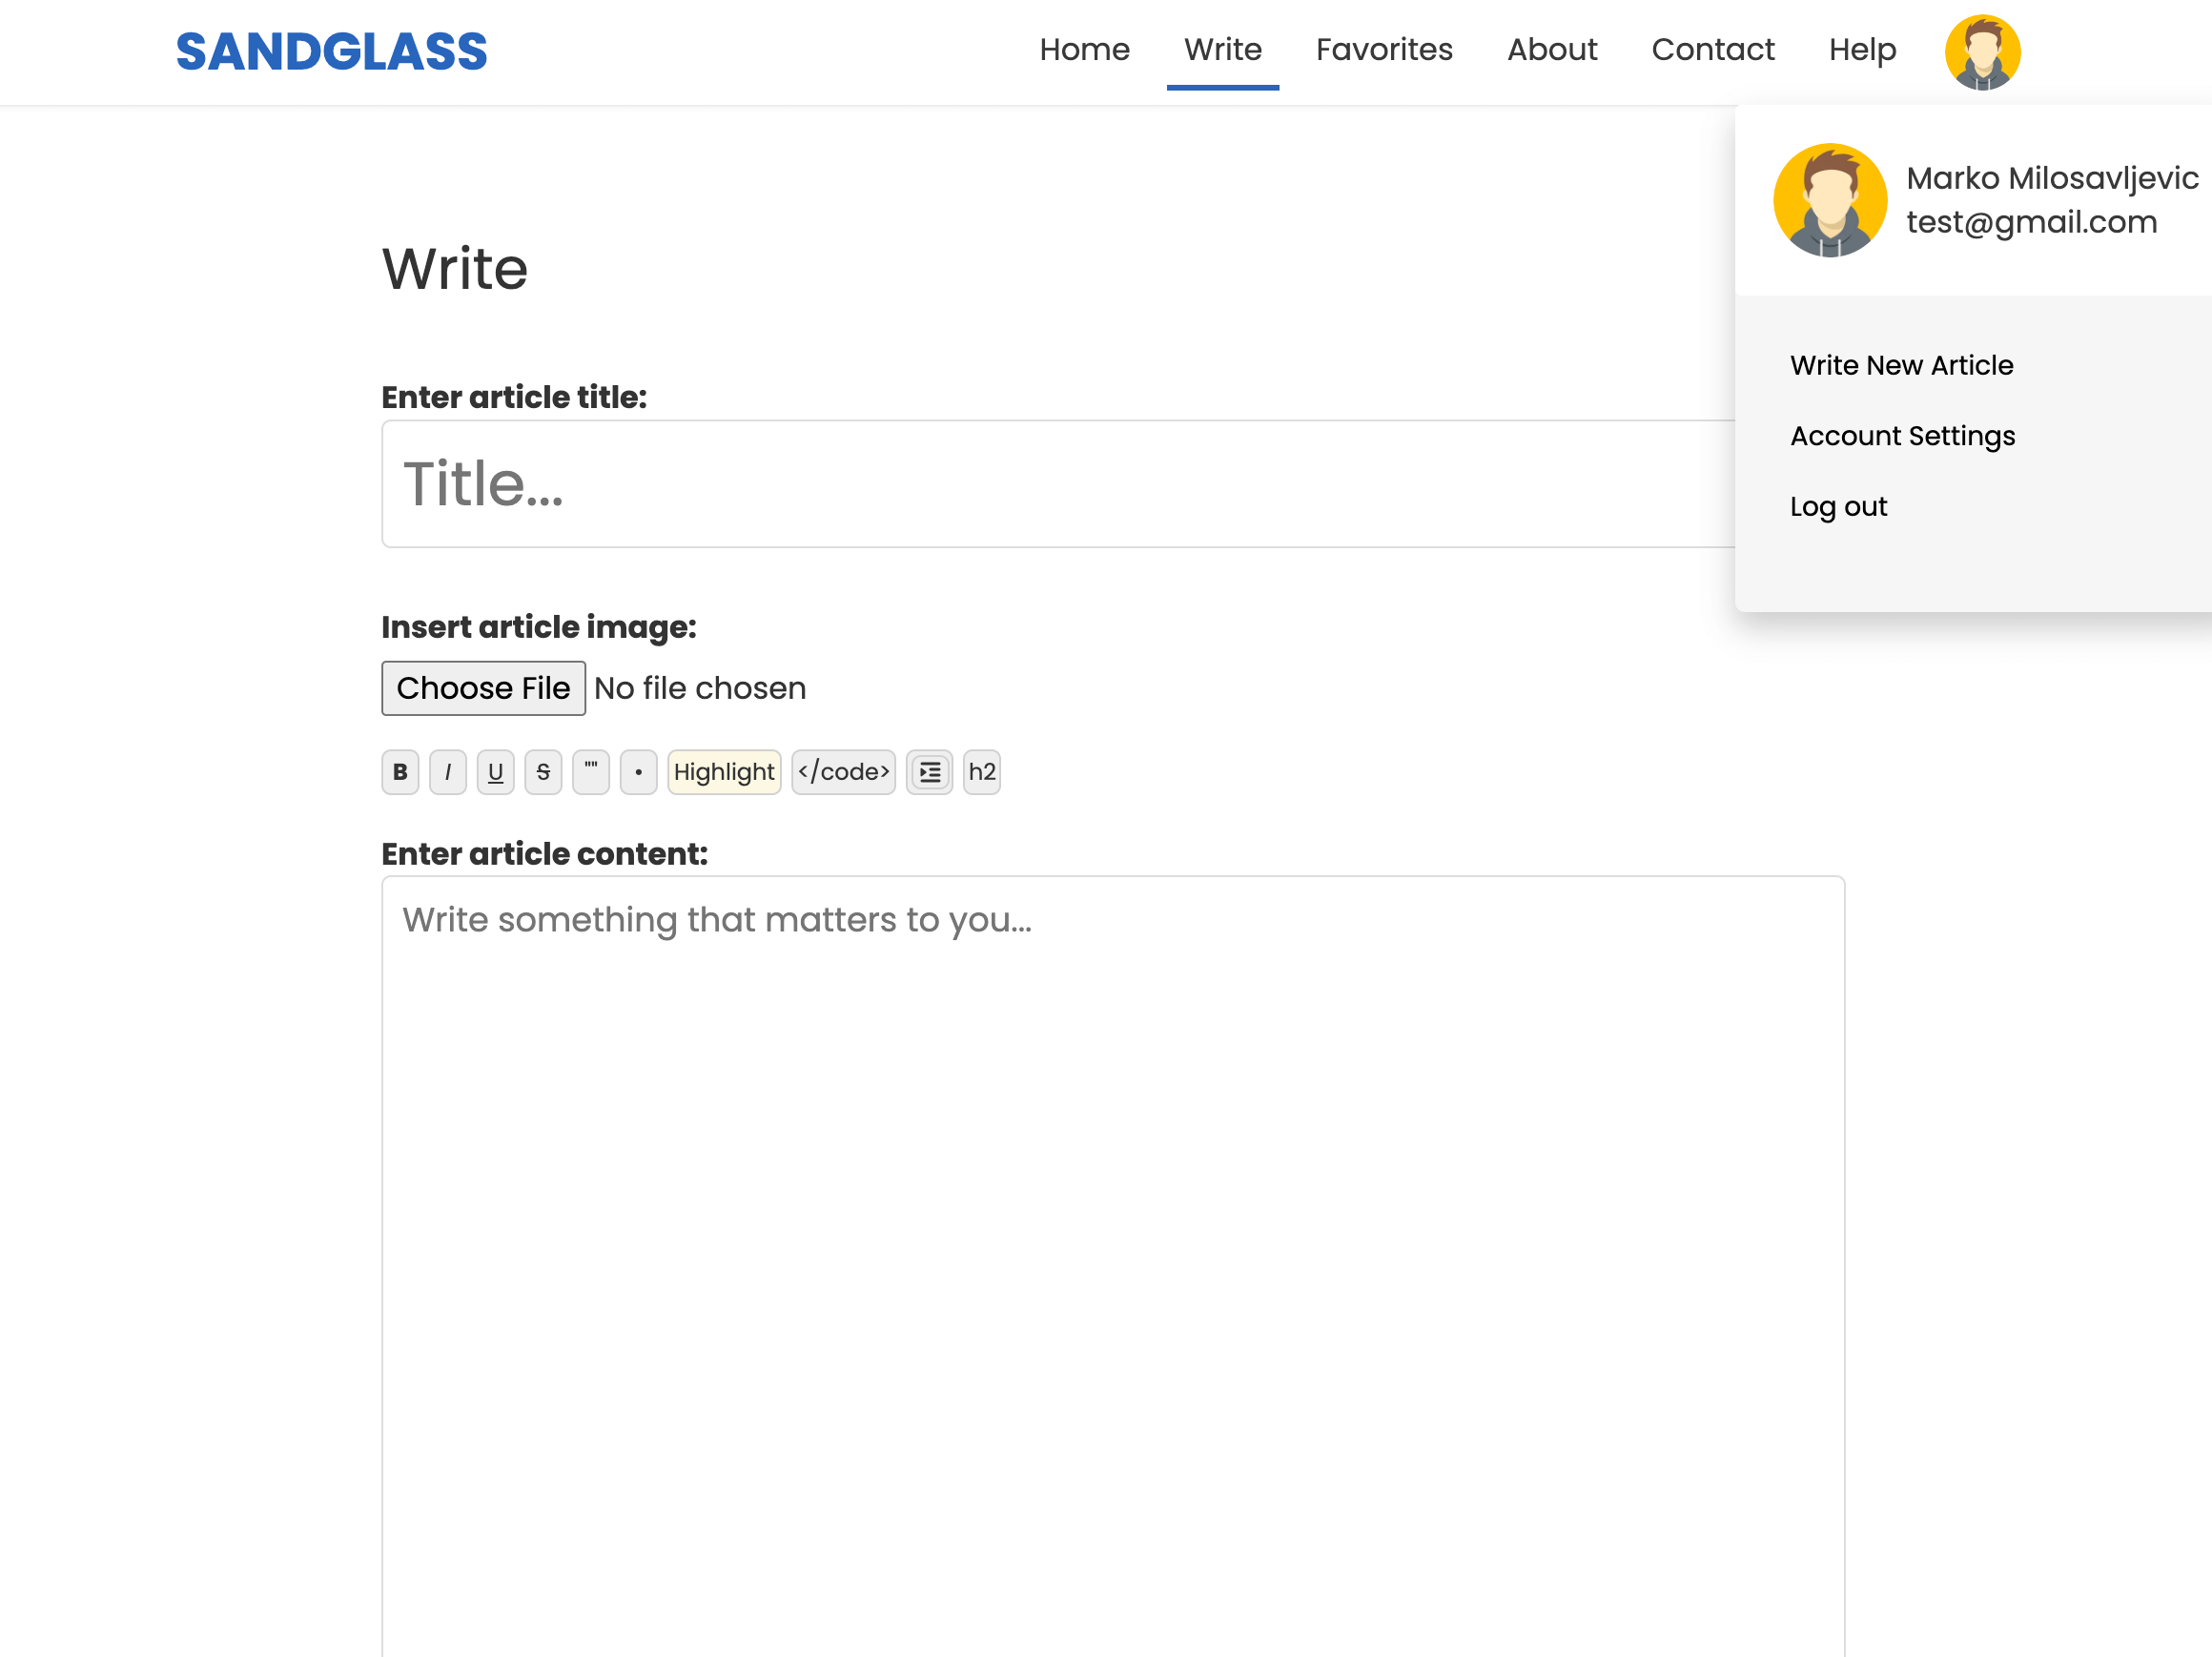 SANDGLASS
Home Write Favorites About Contact Help
Marko Milosavljevic
test@gmail.com
Write New Article
Account Settings
Log out
Write
Enter article title:
Title...
Insert article image:
Choose File No file chosen
B I U S "" • Highlight </code> h2
Enter article content:
Write something that matters to you...